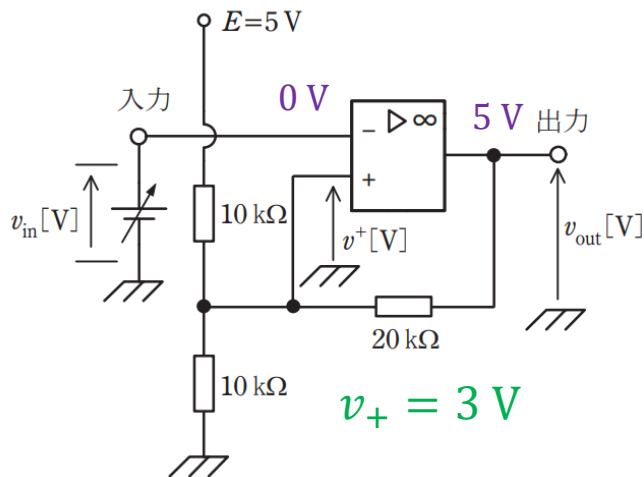 E=5 V
入力
0 V
5 V
出力
− ▷ ∞
+
v_in[V]
10 kΩ
v⁺[V]
v_out[V]
20 kΩ
10 kΩ
v₊ = 3 V